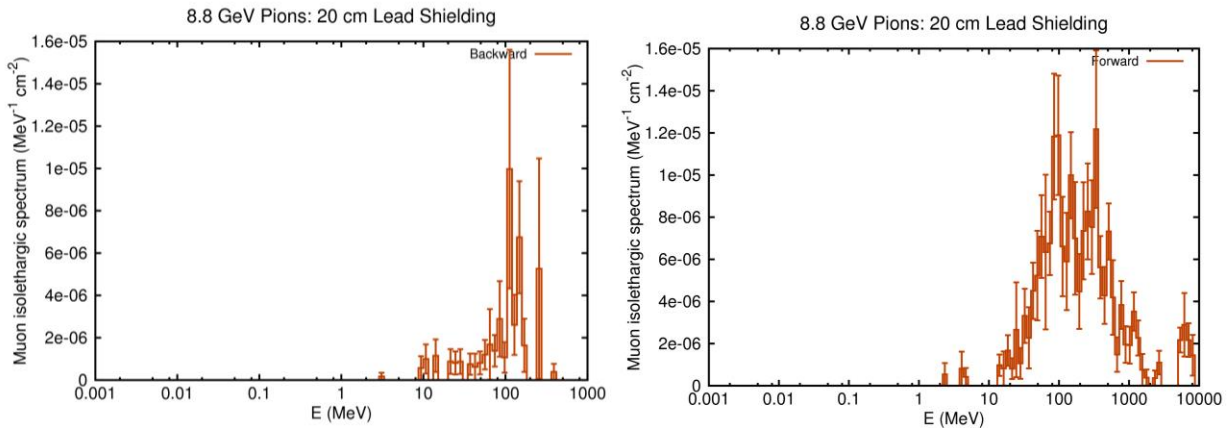 8.8 GeV Pions: 20 cm Lead Shielding
Muon isolethargic spectrum (MeV⁻¹ cm⁻²)
1.6e-05
1.4e-05
1.2e-05
1e-05
8e-06
6e-06
4e-06
2e-06
0
Backward
0.001 0.01 0.1 1 10 100 1000
E (MeV)
8.8 GeV Pions: 20 cm Lead Shielding
Muon isolethargic spectrum (MeV⁻¹ cm⁻²)
1.6e-05
1.4e-05
1.2e-05
1e-05
8e-06
6e-06
4e-06
2e-06
0
Forward
0.001 0.01 0.1 1 10 100 1000 10000
E (MeV)